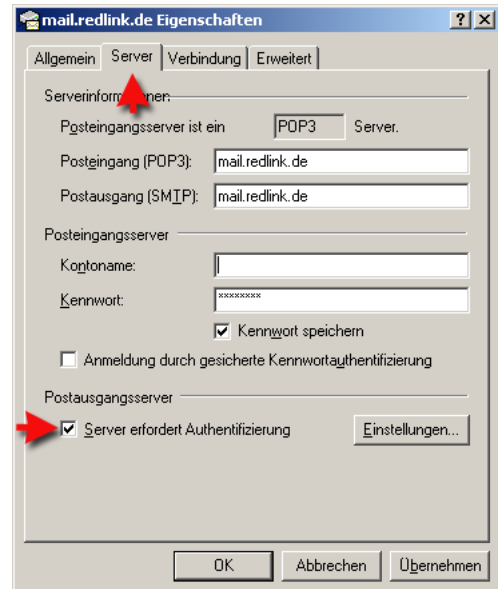 mail.redlink.de Eigenschaften
Allgemein Server Verbindung Erweitert
Posteingangsserver ist ein POP3 Server.
Posteingang (POP3): mail.redlink.de
Postausgang (SMTP): mail.redlink.de
Posteingangsserver
Kontoname:
Kennwort: ********
Kennwort speichern
Anmeldung durch gesicherte Kennwortauthentifizierung
Postausgangsserver
Server erfordert Authentifizierung Einstellungen...
OK Abbrechen Übernehmen